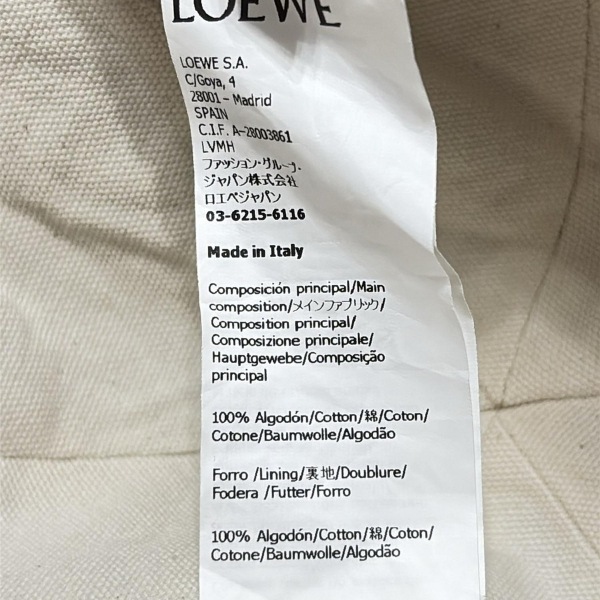 LOEWE
LOEWE S.A.
C/Goya, 4
28001 - Madrid
SPAIN
C.I.F. A-28003861
LVMH
ファッション・グループ・
ジャパン株式会社
ロエベジャパン
03-6215-6116
Made in Italy
Composición principal/Main
composition/メインファブリック/
Composition principal/
Composizione principale/
Hauptgewebe/Composição
principal
100% Algodón/Cotton/綿/Coton/
Cotone/Baumwolle/Algodão
Forro /Lining/裏地/Doublure/
Fodera /Futter/Forro
100% Algodón/Cotton/綿/Coton/
Cotone/Baumwolle/Algodão